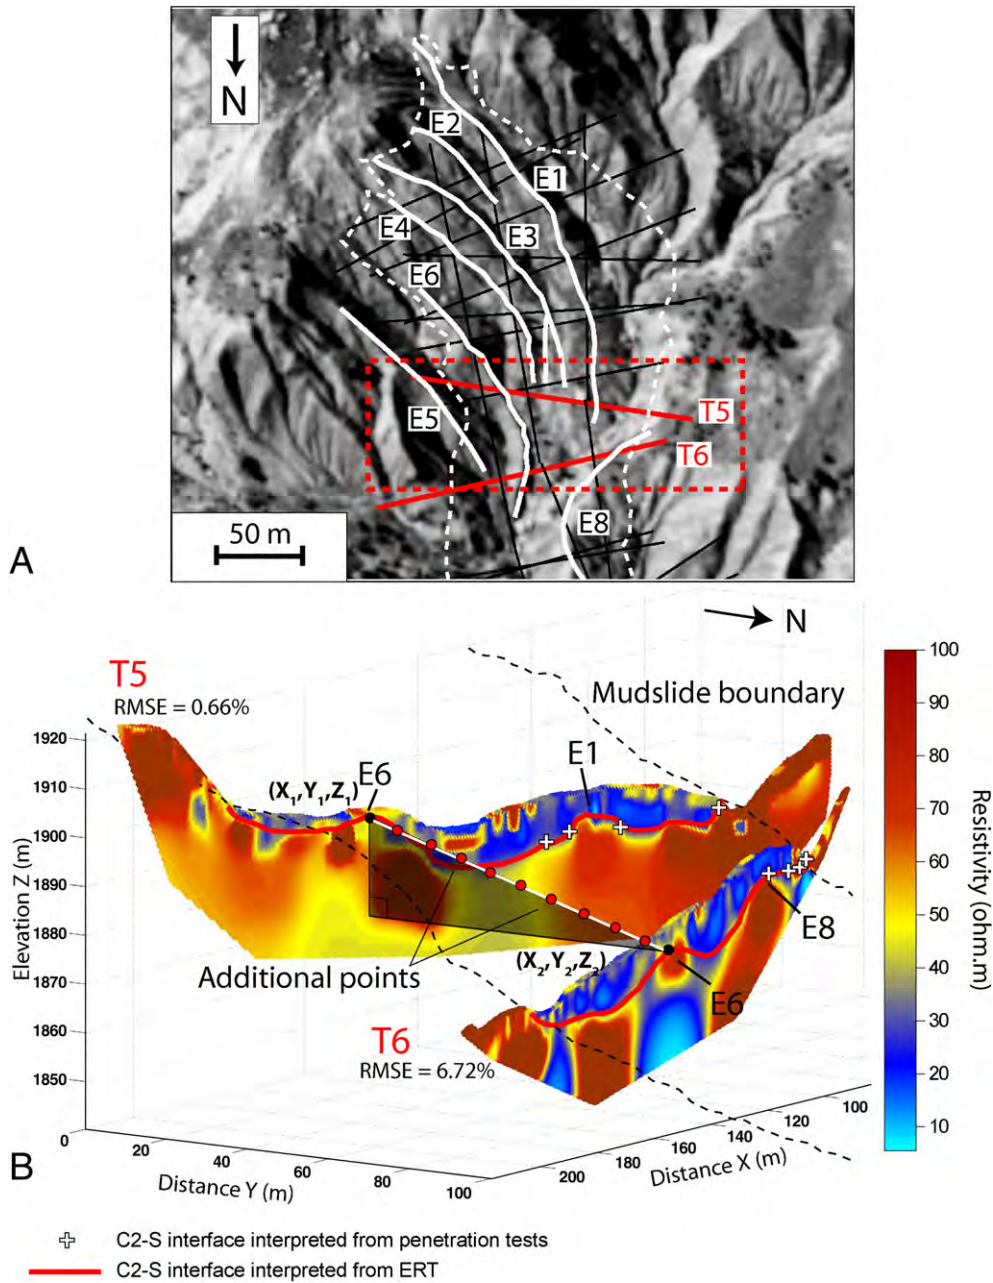 A
N
E2
E1
E4
E3
E6
E5
T5
T6
E8
50 m
N
T5
RMSE = 0.66%
Mudslide boundary
(X1,Y1,Z1)
E6
E1
E8
Additional points
(X2,Y2,Z2)
E6
T6
RMSE = 6.72%
Elevation Z (m)
1920
1910
1900
1890
1880
1870
1860
1850
0
20
40
60
80
100
Distance Y (m)
200
180
160
140
120
100
Distance X (m)
100
90
80
70
60
50
40
30
20
10
Resistivity (ohm.m)
B
C2-S interface interpreted from penetration tests
C2-S interface interpreted from ERT